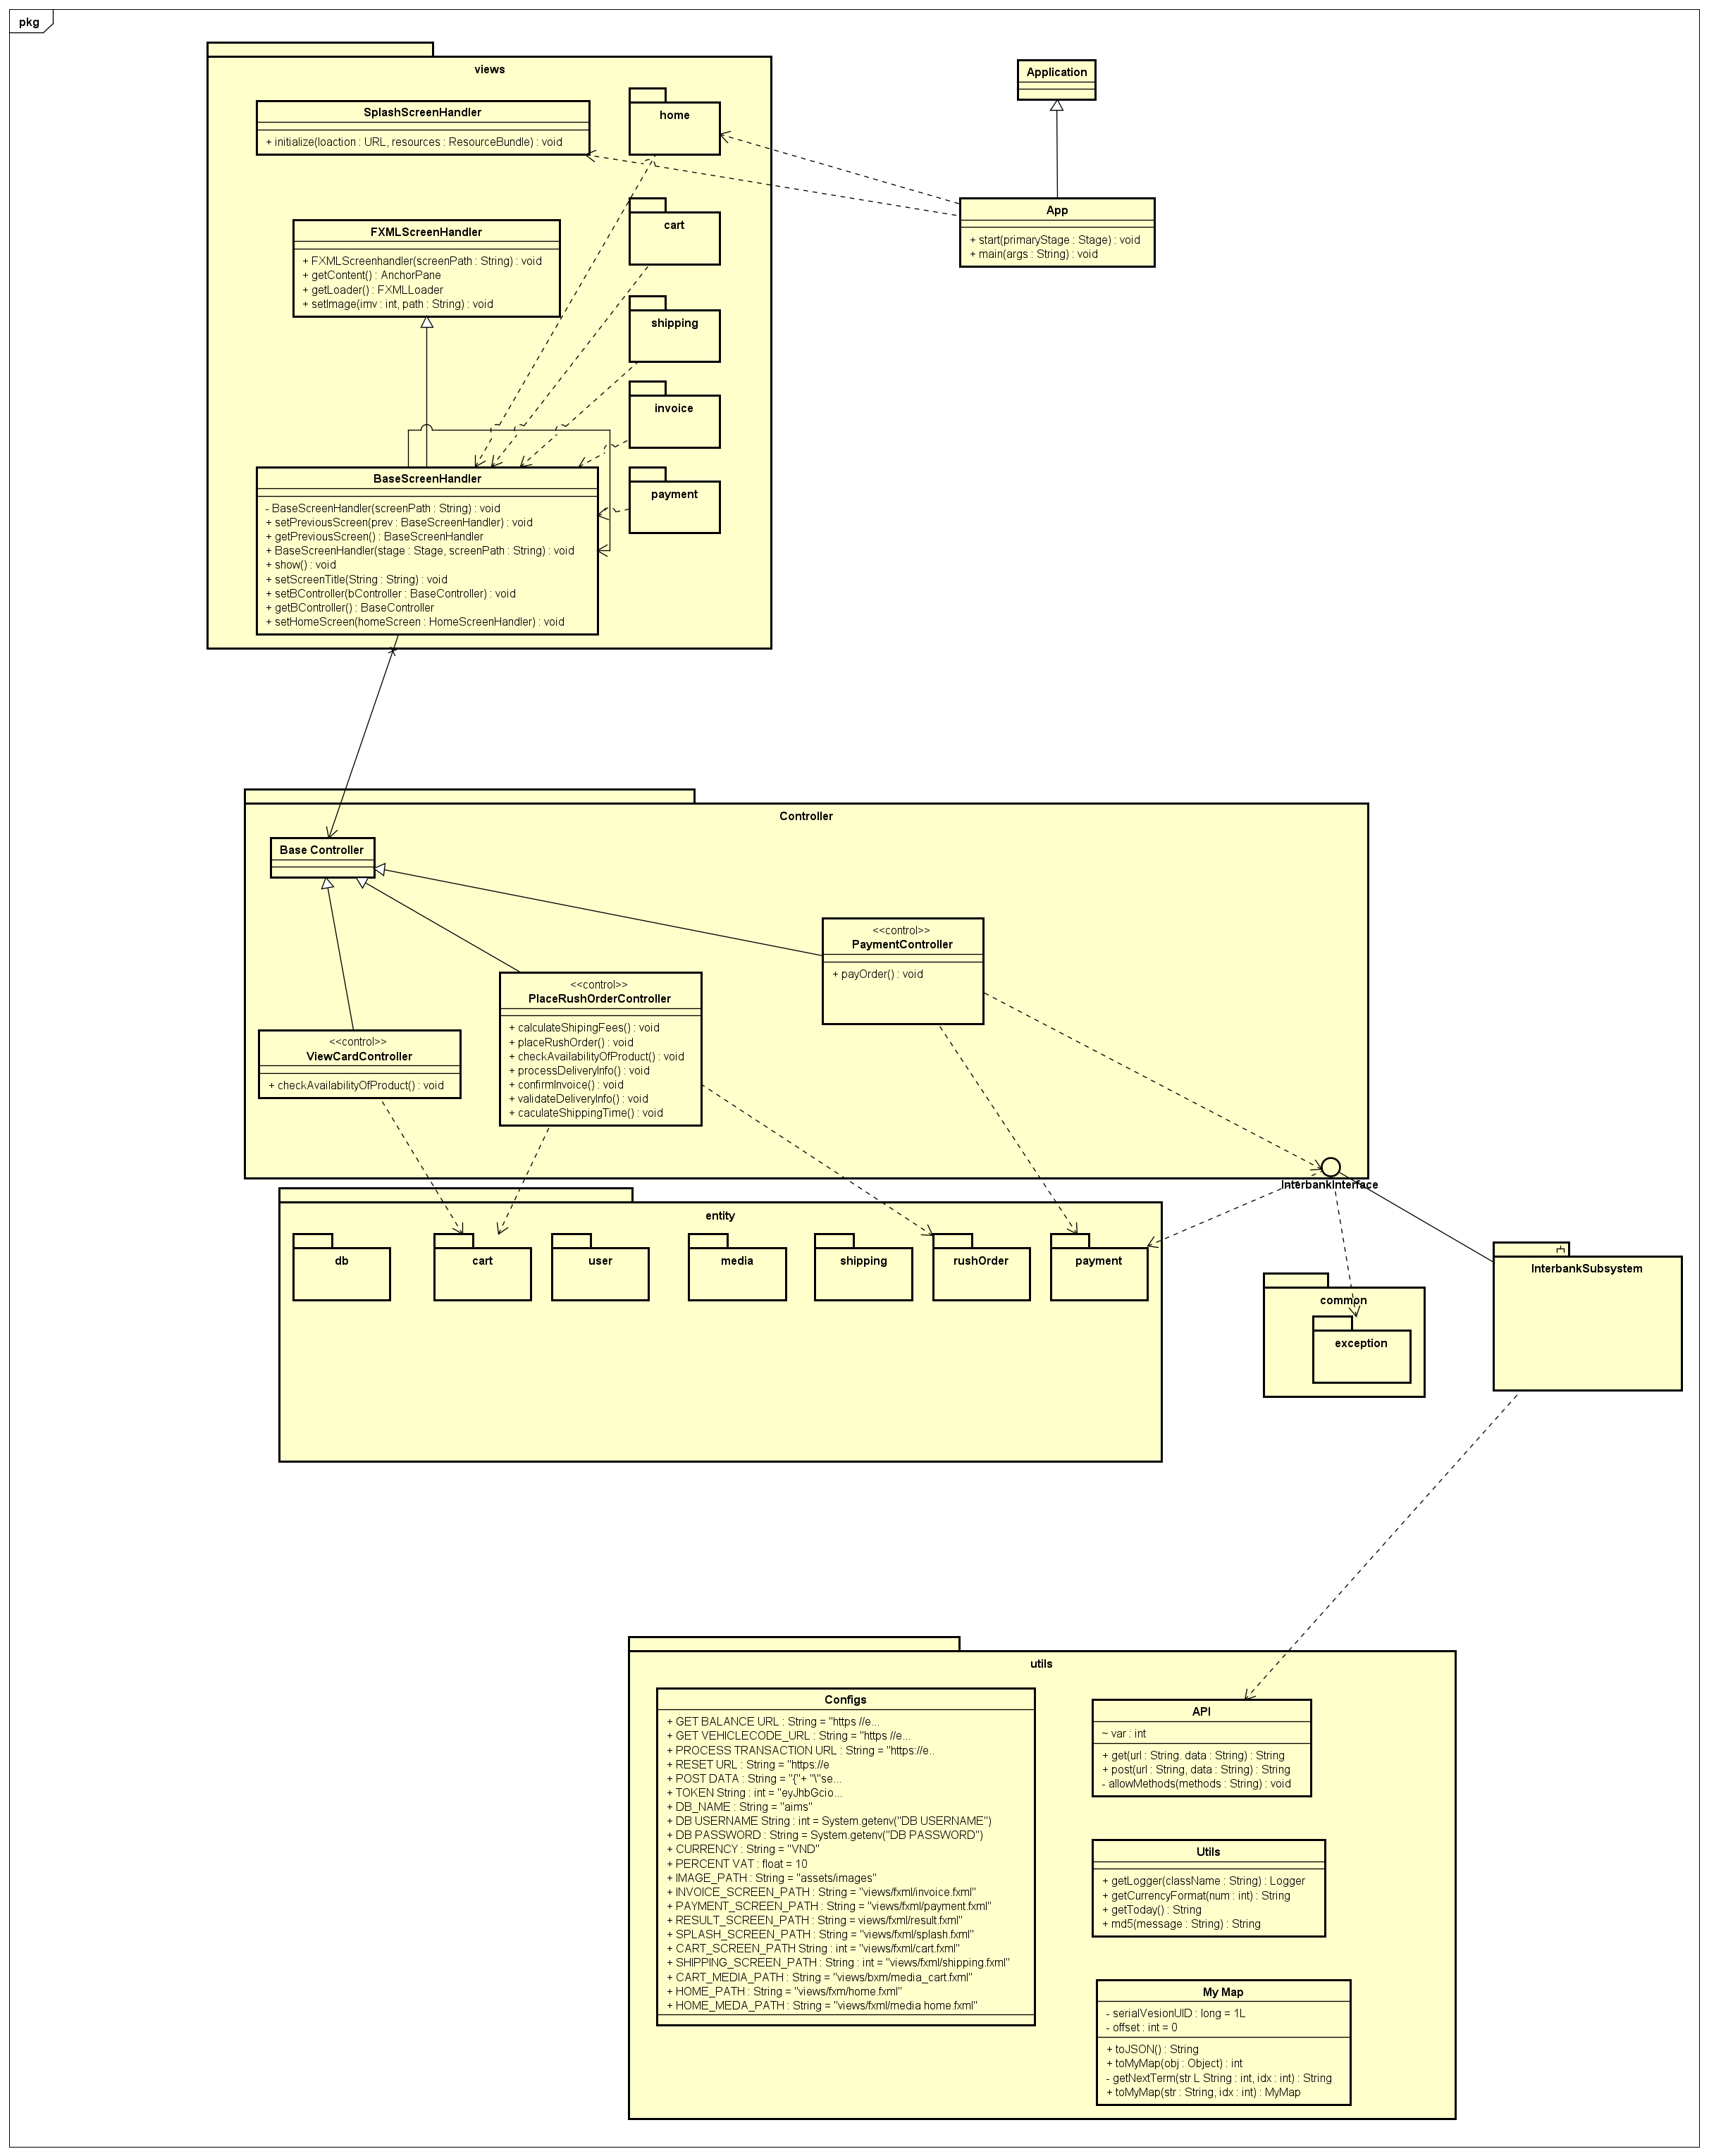 pkg
views
SplashScreenHandler
+ initialize(loaction : URL, resources : ResourceBundle) : void
home
Application
FXMLScreenHandler
+ FXMLScreenhandler(screenPath : String) : void
+ getContent() : AnchorPane
+ getLoader() : FXMLLoader
+ setImage(imv : int, path : String) : void
cart
App
+ start(primaryStage : Stage) : void
+ main(args : String) : void
shipping
invoice
payment
BaseScreenHandler
- BaseScreenHandler(screenPath : String) : void
+ setPreviousScreen(prev : BaseScreenHandler) : void
+ getPreviousScreen() : BaseScreenHandler
+ BaseScreenHandler(stage : Stage, screenPath : String) : void
+ show() : void
+ setScreenTitle(String : String) : void
+ setBController(bController : BaseController) : void
+ getBController() : BaseController
+ setHomeScreen(homeScreen : HomeScreenHandler) : void
Controller
Base Controller
<<control>>
PaymentController
+ payOrder() : void
<<control>>
PlaceRushOrderController
+ calculateShipingFees() : void
+ placeRushOrder() : void
+ checkAvailabilityOfProduct() : void
+ processDeliveryInfo() : void
+ confirmInvoice() : void
+ validateDeliveryInfo() : void
+ caculateShippingTime() : void
<<control>>
ViewCardController
+ checkAvailabilityOfProduct() : void
InterbankInterface
entity
db
cart
user
media
shipping
rushOrder
payment
common
exception
InterbankSubsystem
utils
Configs
+ GET BALANCE URL : String = "https //e...
+ GET VEHICLECODE_URL : String = "https //e...
+ PROCESS TRANSACTION URL : String = "https://e..
+ RESET URL : String = "https://e
+ POST DATA : String = "{"+ "\"se...
+ TOKEN String : int = "eyJhbGcio...
+ DB_NAME : String = "aims"
+ DB USERNAME String : int = System.getenv("DB USERNAME")
+ DB PASSWORD : String = System.getenv("DB PASSWORD")
+ CURRENCY : String = "VND"
+ PERCENT VAT : float = 10
+ IMAGE_PATH : String = "assets/images"
+ INVOICE_SCREEN_PATH : String = "views/fxml/invoice.fxml"
+ PAYMENT_SCREEN_PATH : String = "views/fxml/payment.fxml"
+ RESULT_SCREEN_PATH : String = views/fxml/result.fxml"
+ SPLASH_SCREEN_PATH : String = "views/fxml/splash.fxml"
+ CART_SCREEN_PATH String : int = "views/fxml/cart.fxml"
+ SHIPPING_SCREEN_PATH : String : int = "views/fxml/shipping.fxml"
+ CART_MEDIA_PATH : String = "views/bxm/media_cart.fxml"
+ HOME_PATH : String = "views/fxm/home.fxml"
+ HOME_MEDA_PATH : String = "views/fxml/media home.fxml"
API
~ var : int
+ get(url : String. data : String) : String
+ post(url : String, data : String) : String
- allowMethods(methods : String) : void
Utils
+ getLogger(className : String) : Logger
+ getCurrencyFormat(num : int) : String
+ getToday() : String
+ md5(message : String) : String
My Map
- serialVesionUID : long = 1L
- offset : int = 0
+ toJSON() : String
+ toMyMap(obj : Object) : int
- getNextTerm(str L String : int, idx : int) : String
+ toMyMap(str : String, idx : int) : MyMap